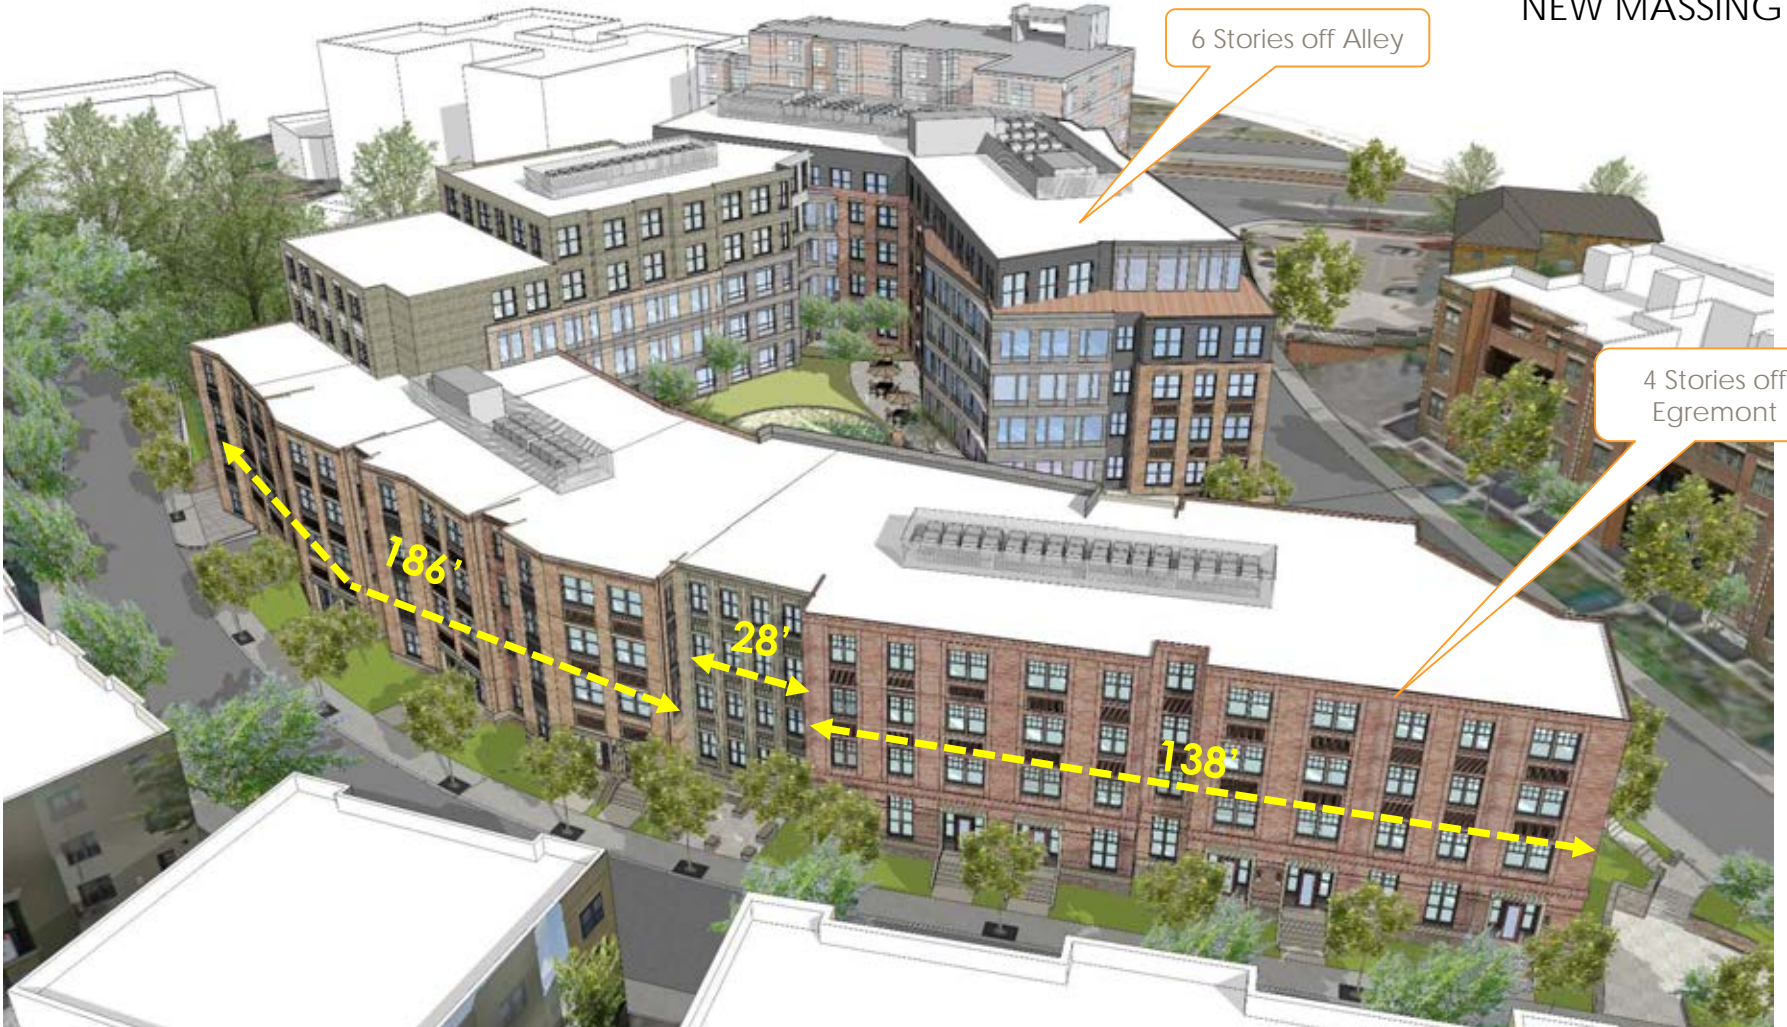 NEW MASSING
6 Stories off Alley
4 Stories off
Egremont
186'
28'
138'